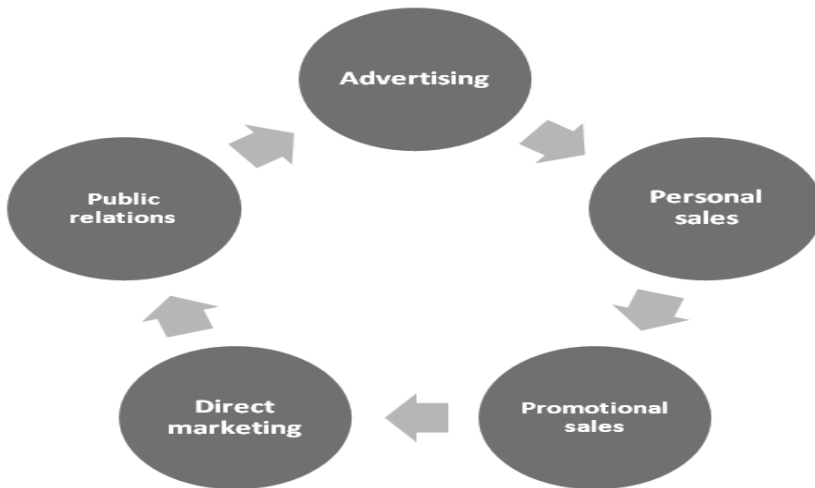 Advertising
Personal
sales
Promotional
sales
Direct
marketing
Public
relations